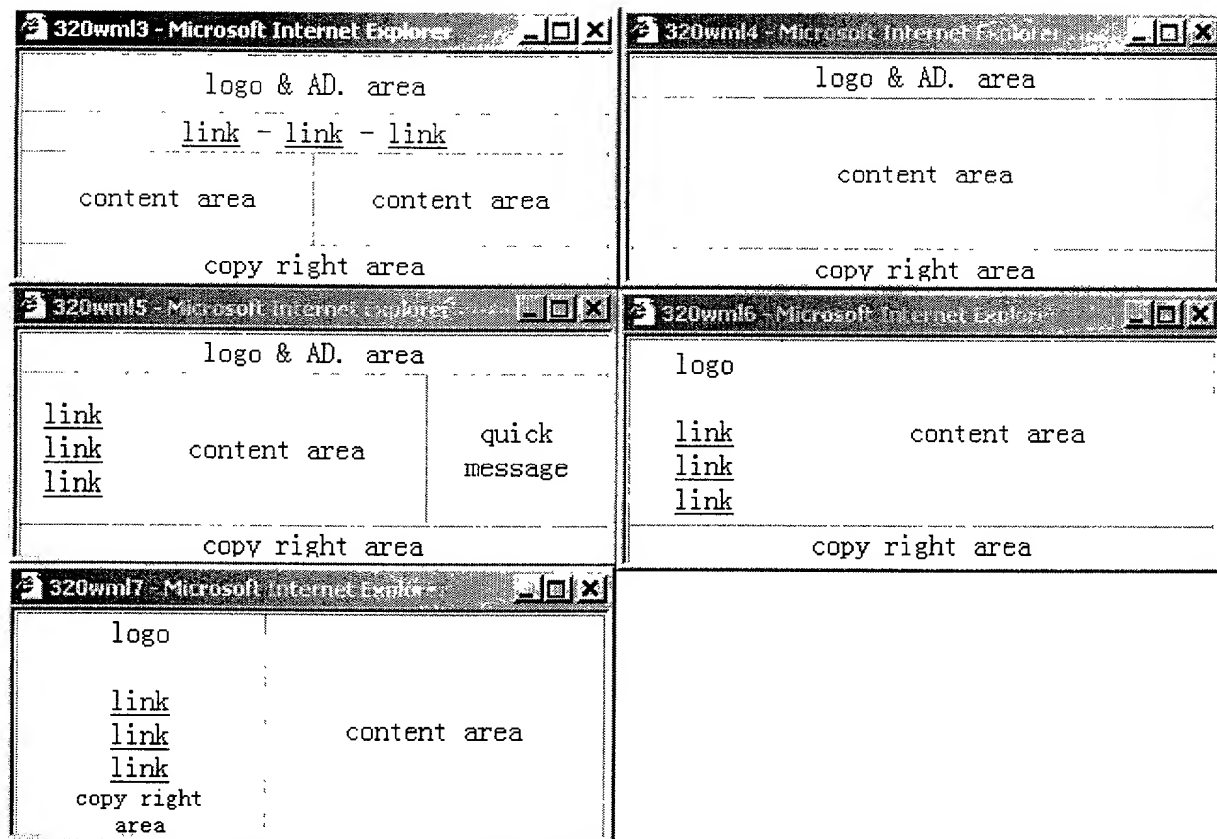 320wml3 - Microsoft Internet Explorer
logo & AD. area
link - link - link
content area
content area
copy right area
320wml4 - Microsoft Internet Explorer
logo & AD. area
content area
copy right area
320wml5 - Microsoft Internet Explorer
logo & AD. area
link
link
link
content area
quick
message
copy right area
320wml6 - Microsoft Internet Explorer
logo
link
link
link
content area
copy right area
320wml7 - Microsoft Internet Explorer
logo
link
link
link
copy right
area
content area